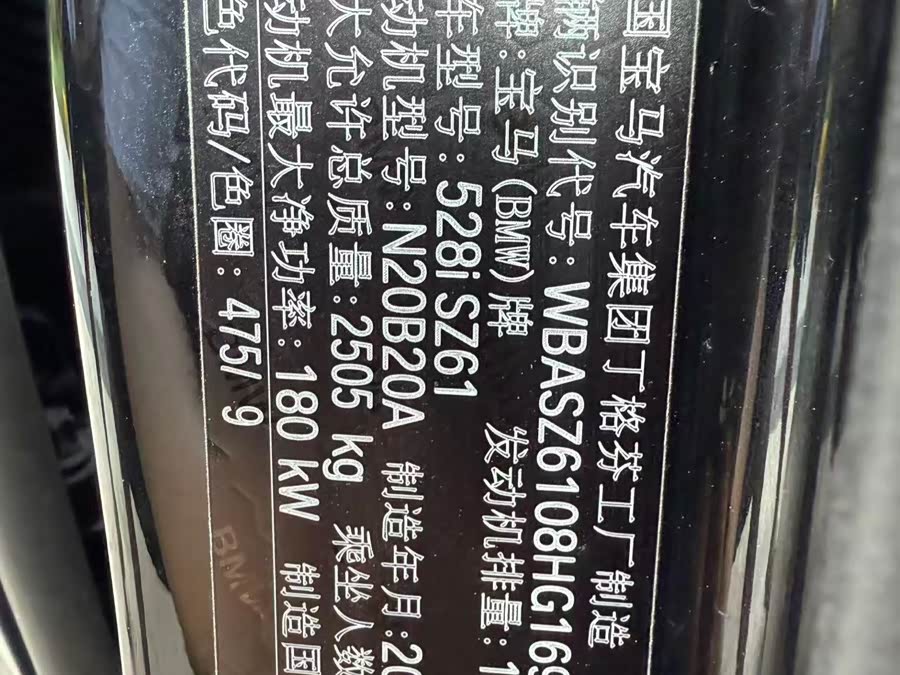 国宝马汽车集团丁格芬工厂制造
辆识别代号：WBASZ6108HG169
牌：宝马(BMW)牌 发动机排量：1
车型号：528i SZ61
动机型号：N20B20A 制造年月：20
大允许总质量：2505 kg 乘坐人数
动机最大净功率：180 kW 制造国
色代码/色圈：475/9
BMW